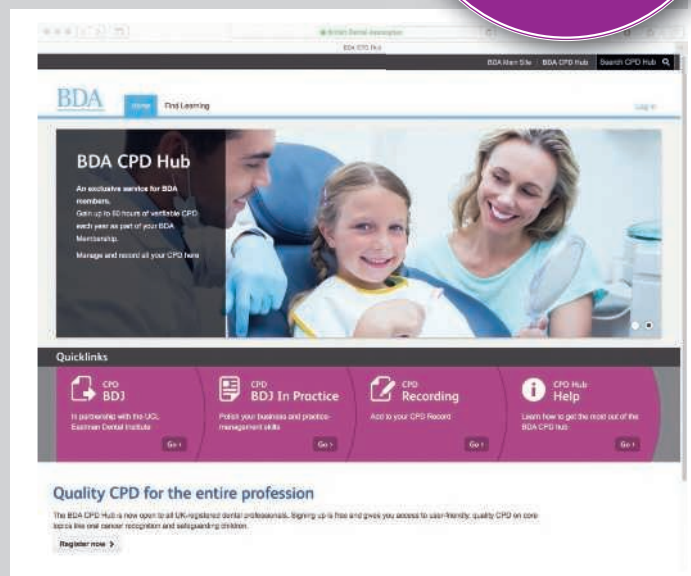 British Dental Association
BDA CPD Hub
BDA Main Site
BDA CPD Hub
Search CPD Hub
BDA
Home
Find Learning
Log in
BDA CPD Hub
An exclusive service for BDA
members.
Gain up to 60 hours of verifiable CPD
each year as part of your BDA
Membership.
Manage and record all your CPD here
Quicklinks
CPD
BDJ
In partnership with the UCL
Eastman Dental Institute
Go ›
CPD
BDJ In Practice
Polish your business and practice-
management skills
Go ›
CPD
Recording
Add to your CPD Record
Go ›
CPD Hub
Help
Learn how to get the most out of the
BDA CPD hub
Go ›
Quality CPD for the entire profession
The BDA CPD Hub is now open to all UK-registered dental professionals. Signing up is free and gives you access to user-friendly, quality CPD on core
topics like oral cancer recognition and safeguarding children.
Register now ›